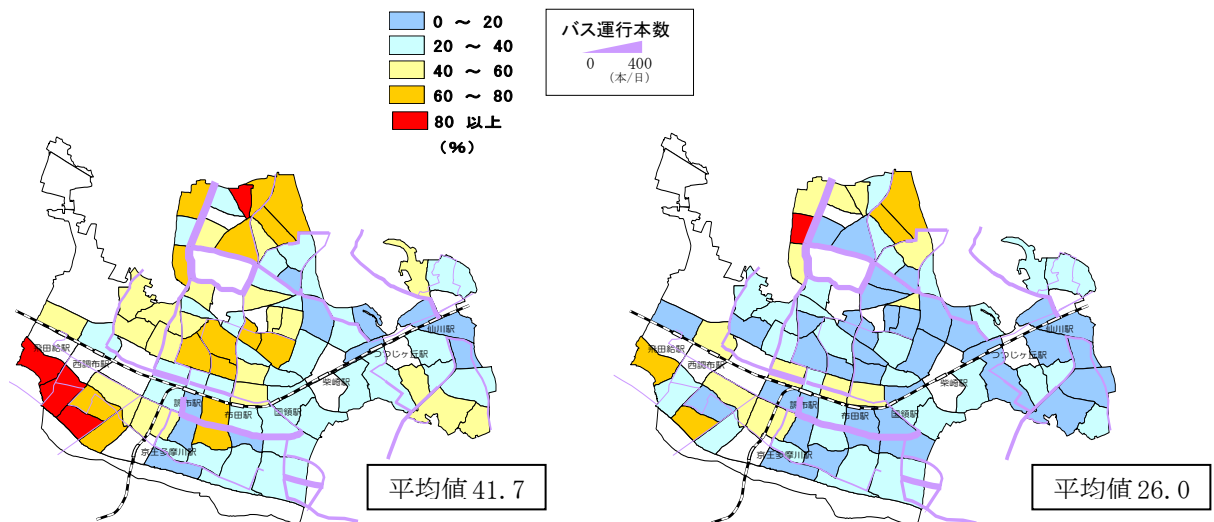 0 ～ 20
20 ～ 40
40 ～ 60
60 ～ 80
80 以上
(%)
バス運行本数
0 400
(本/日)
飛田給駅
西調布駅
調布駅
布田駅
国領駅
柴崎駅
つつじヶ丘駅
仙川駅
京王多摩川駅
平均値 41.7
飛田給駅
西調布駅
調布駅
布田駅
国領駅
柴崎駅
つつじヶ丘駅
仙川駅
京王多摩川駅
平均値 26.0